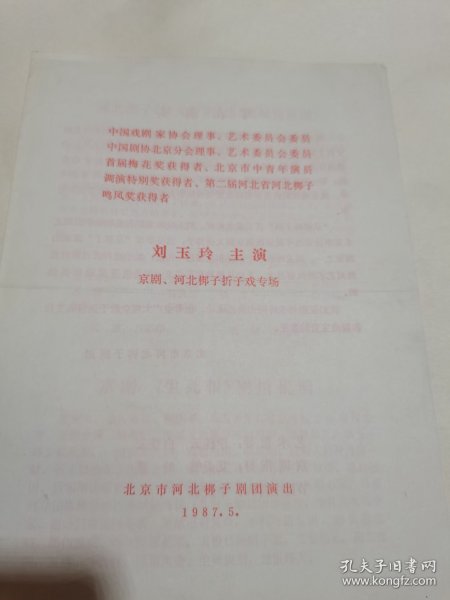 中国戏剧家协会理事、艺术委员会委员
中国剧协北京分会理事、艺术委员会委员
首届梅花奖获得者、北京市中青年演员
调演特别奖获得者、第二届河北省河北梆子
鸣凤奖获得者
刘玉玲 主演
京剧、河北梆子折子戏专场
北京市河北梆子剧团演出
1987.5.
孔夫子旧书网
www.kongfz.com